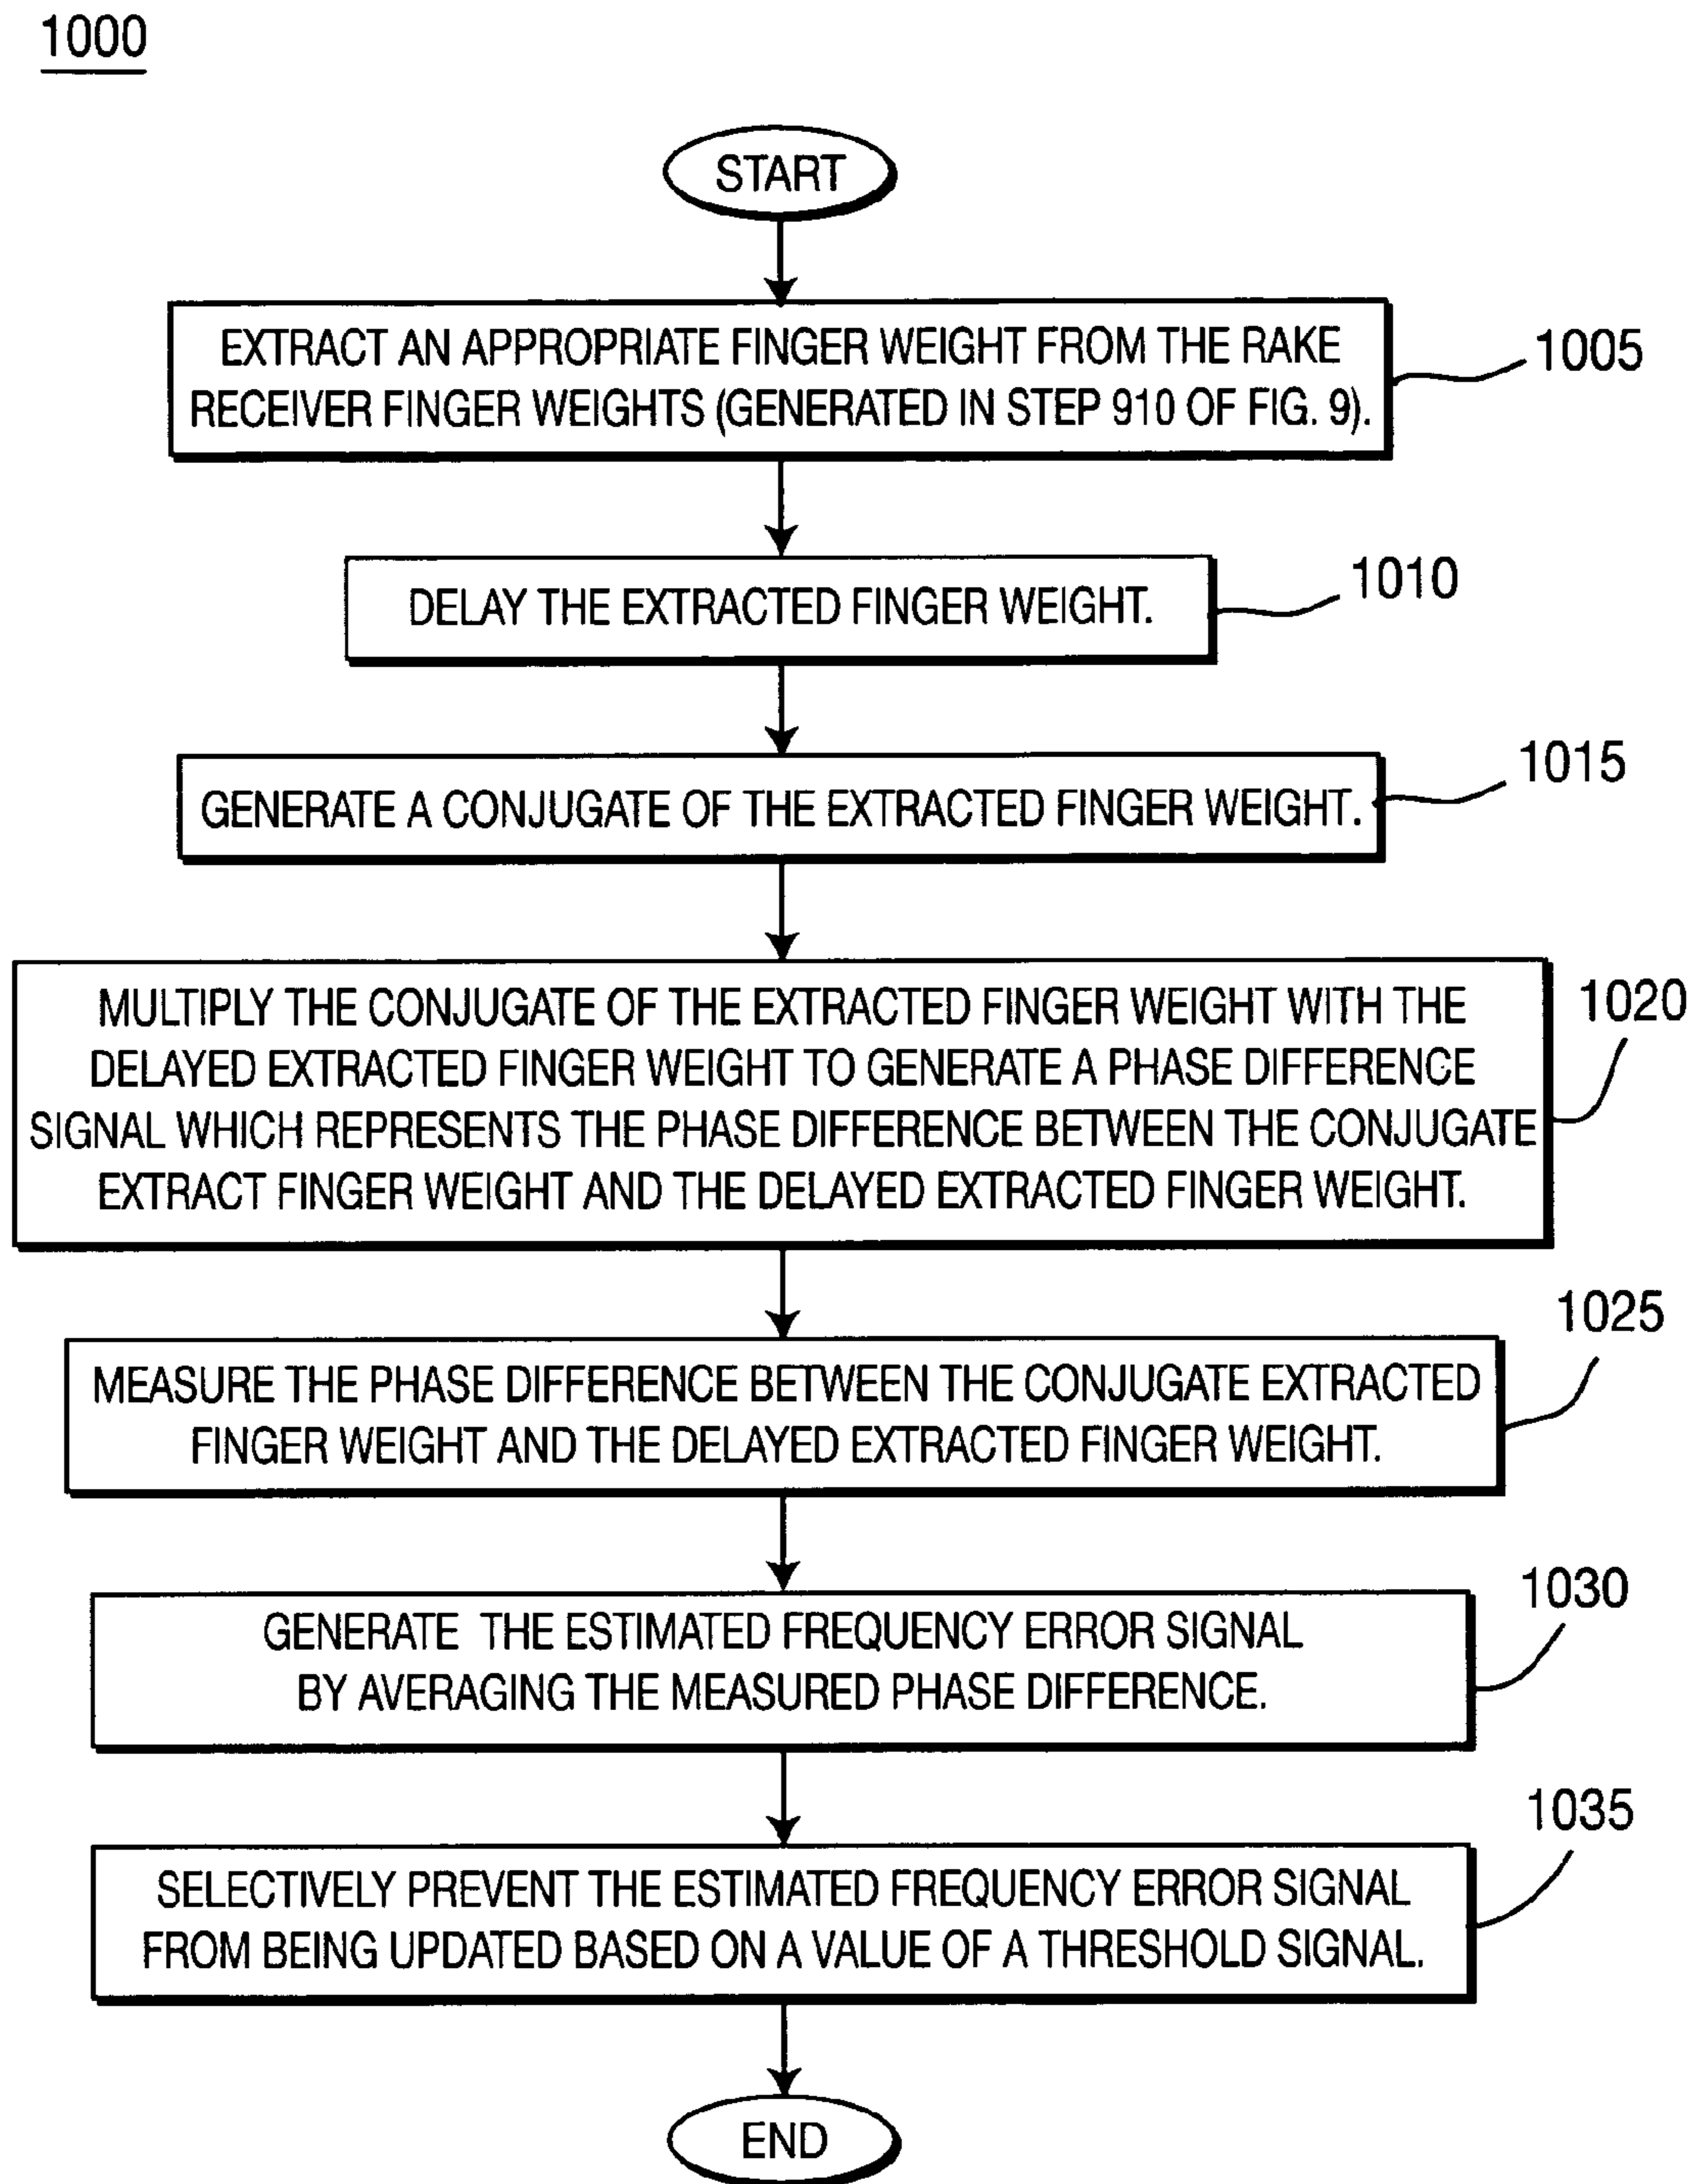 1000
START
EXTRACT AN APPROPRIATE FINGER WEIGHT FROM THE RAKE
RECEIVER FINGER WEIGHTS (GENERATED IN STEP 910 OF FIG. 9).
1005
DELAY THE EXTRACTED FINGER WEIGHT.
1010
GENERATE A CONJUGATE OF THE EXTRACTED FINGER WEIGHT.
1015
MULTIPLY THE CONJUGATE OF THE EXTRACTED FINGER WEIGHT WITH THE
DELAYED EXTRACTED FINGER WEIGHT TO GENERATE A PHASE DIFFERENCE
SIGNAL WHICH REPRESENTS THE PHASE DIFFERENCE BETWEEN THE CONJUGATE
EXTRACT FINGER WEIGHT AND THE DELAYED EXTRACTED FINGER WEIGHT.
1020
MEASURE THE PHASE DIFFERENCE BETWEEN THE CONJUGATE EXTRACTED
FINGER WEIGHT AND THE DELAYED EXTRACTED FINGER WEIGHT.
1025
GENERATE THE ESTIMATED FREQUENCY ERROR SIGNAL
BY AVERAGING THE MEASURED PHASE DIFFERENCE.
1030
SELECTIVELY PREVENT THE ESTIMATED FREQUENCY ERROR SIGNAL
FROM BEING UPDATED BASED ON A VALUE OF A THRESHOLD SIGNAL.
1035
END